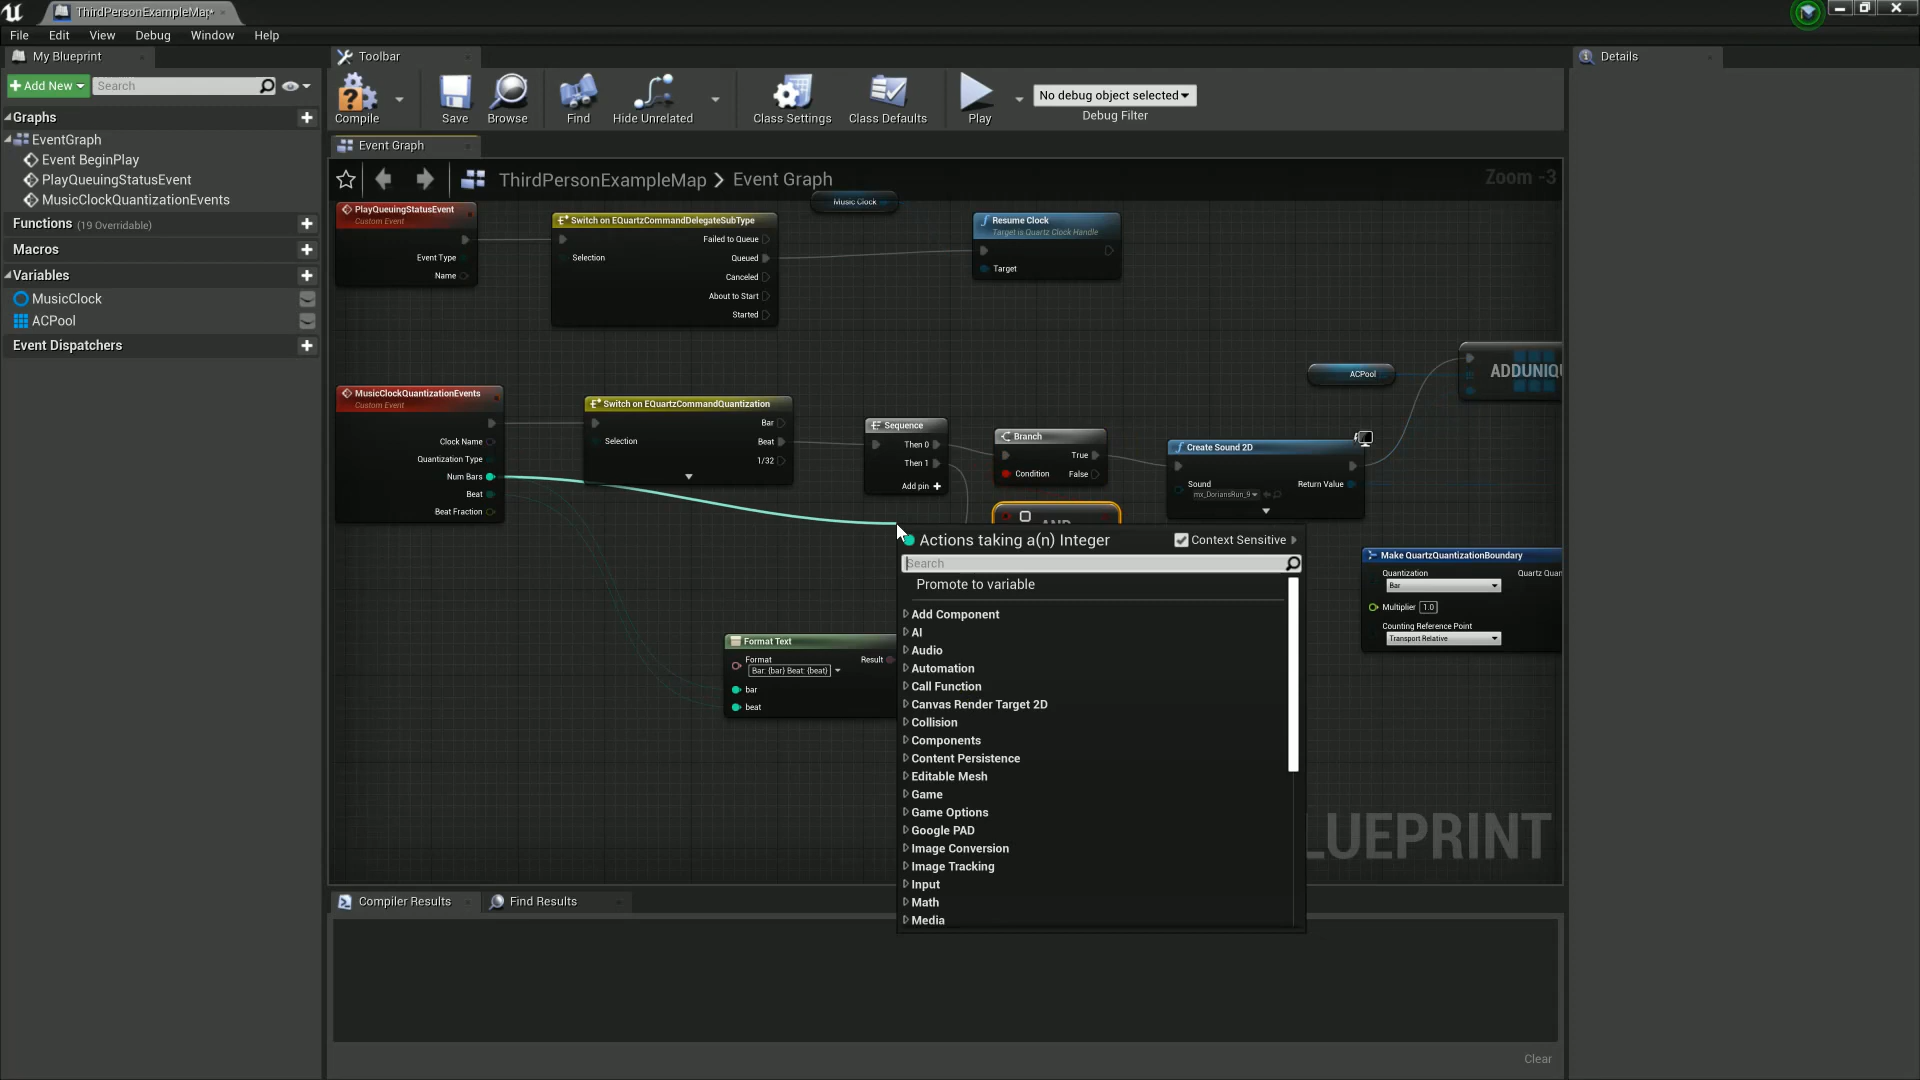 ThirdPersonExampleMap
File Edit View Debug Window Help
My Blueprint
Toolbar
Details
Add New
Search
Compile
Save
Browse
Find
Hide Unrelated
Class Settings
Class Defaults
Play
No debug object selected
Debug Filter
Graphs
EventGraph
Event BeginPlay
PlayQueuingStatusEvent
MusicClockQuantizationEvents
Functions (19 Overridable)
Macros
Variables
MusicClock
ACPool
Event Dispatchers
Event Graph
ThirdPersonExampleMap > Event Graph
Zoom -3
Music Clock
PlayQueuingStatusEvent
Custom Event
Event Type
Name
Switch on EQuartzCommandDelegateSubType
Selection
Failed to Queue
Queued
Canceled
About to Start
Started
Resume Clock
Target is Quartz Clock Handle
Target
MusicClockQuantizationEvents
Custom Event
Clock Name
Quantization Type
Num Bars
Beat
Beat Fraction
Switch on EQuartzCommandQuantization
Selection
Bar
Beat
1/32
Sequence
Then 0
Then 1
Add pin +
Branch
Condition
True
False
Create Sound 2D
Sound
mx_DoriansRun_9
Return Value
ACPool
ADDUNIQU
AND
Make QuartzQuantizationBoundary
Quantization
Bar
Quartz Quan
Multiplier 1.0
Counting Reference Point
Transport Relative
Format Text
Format
Bar: {bar} Beat: {beat}
Result
bar
beat
Actions taking a(n) Integer
Context Sensitive
Search
Promote to variable
Add Component
AI
Audio
Automation
Call Function
Canvas Render Target 2D
Collision
Components
Content Persistence
Editable Mesh
Game
Game Options
Google PAD
Image Conversion
Image Tracking
Input
Math
Media
LUEPRINT
Compiler Results
Find Results
Clear